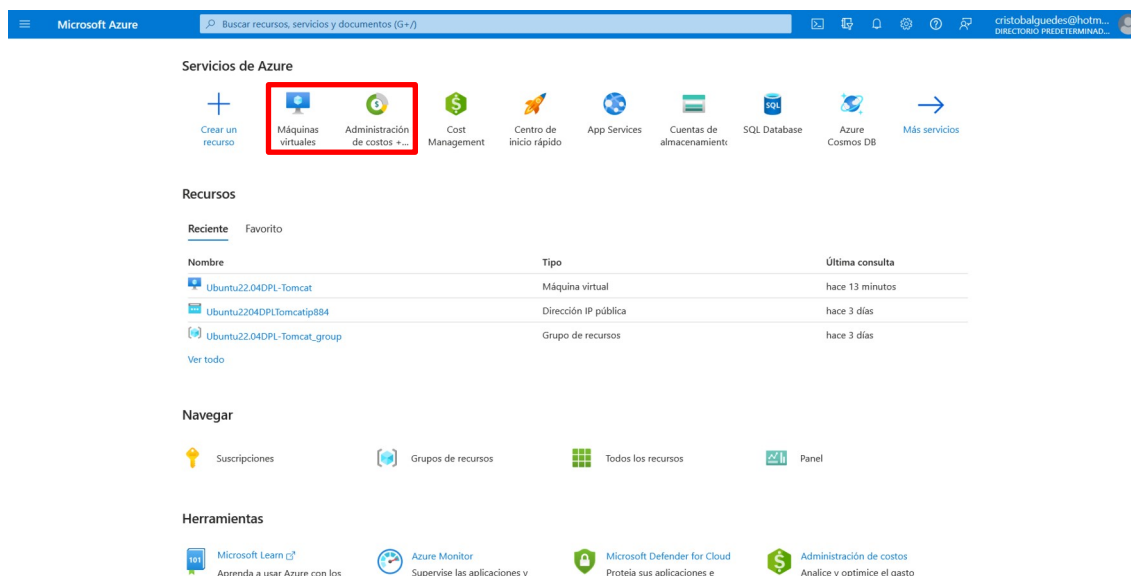 Microsoft Azure
Buscar recursos, servicios y documentos (G+/)
cristobalguedes@hotm...
DIRECTORIO PREDETERMINAD...
Servicios de Azure
Crear un recurso
Máquinas virtuales
Administración de costos +...
Cost Management
Centro de inicio rápido
App Services
Cuentas de almacenamiento
SQL
SQL Database
Azure Cosmos DB
Más servicios
Recursos
Reciente Favorito
Nombre Tipo Última consulta
Ubuntu22.04DPL-Tomcat Máquina virtual hace 13 minutos
Ubuntu2204DPLTomcatip884 Dirección IP pública hace 3 días
Ubuntu22.04DPL-Tomcat_group Grupo de recursos hace 3 días
Ver todo
Navegar
Suscripciones Grupos de recursos Todos los recursos Panel
Herramientas
101
Microsoft Learn Azure Monitor Microsoft Defender for Cloud Administración de costos
Aprenda a usar Azure con los Supervise las aplicaciones y Proteja sus aplicaciones e Analice y optimice el gasto